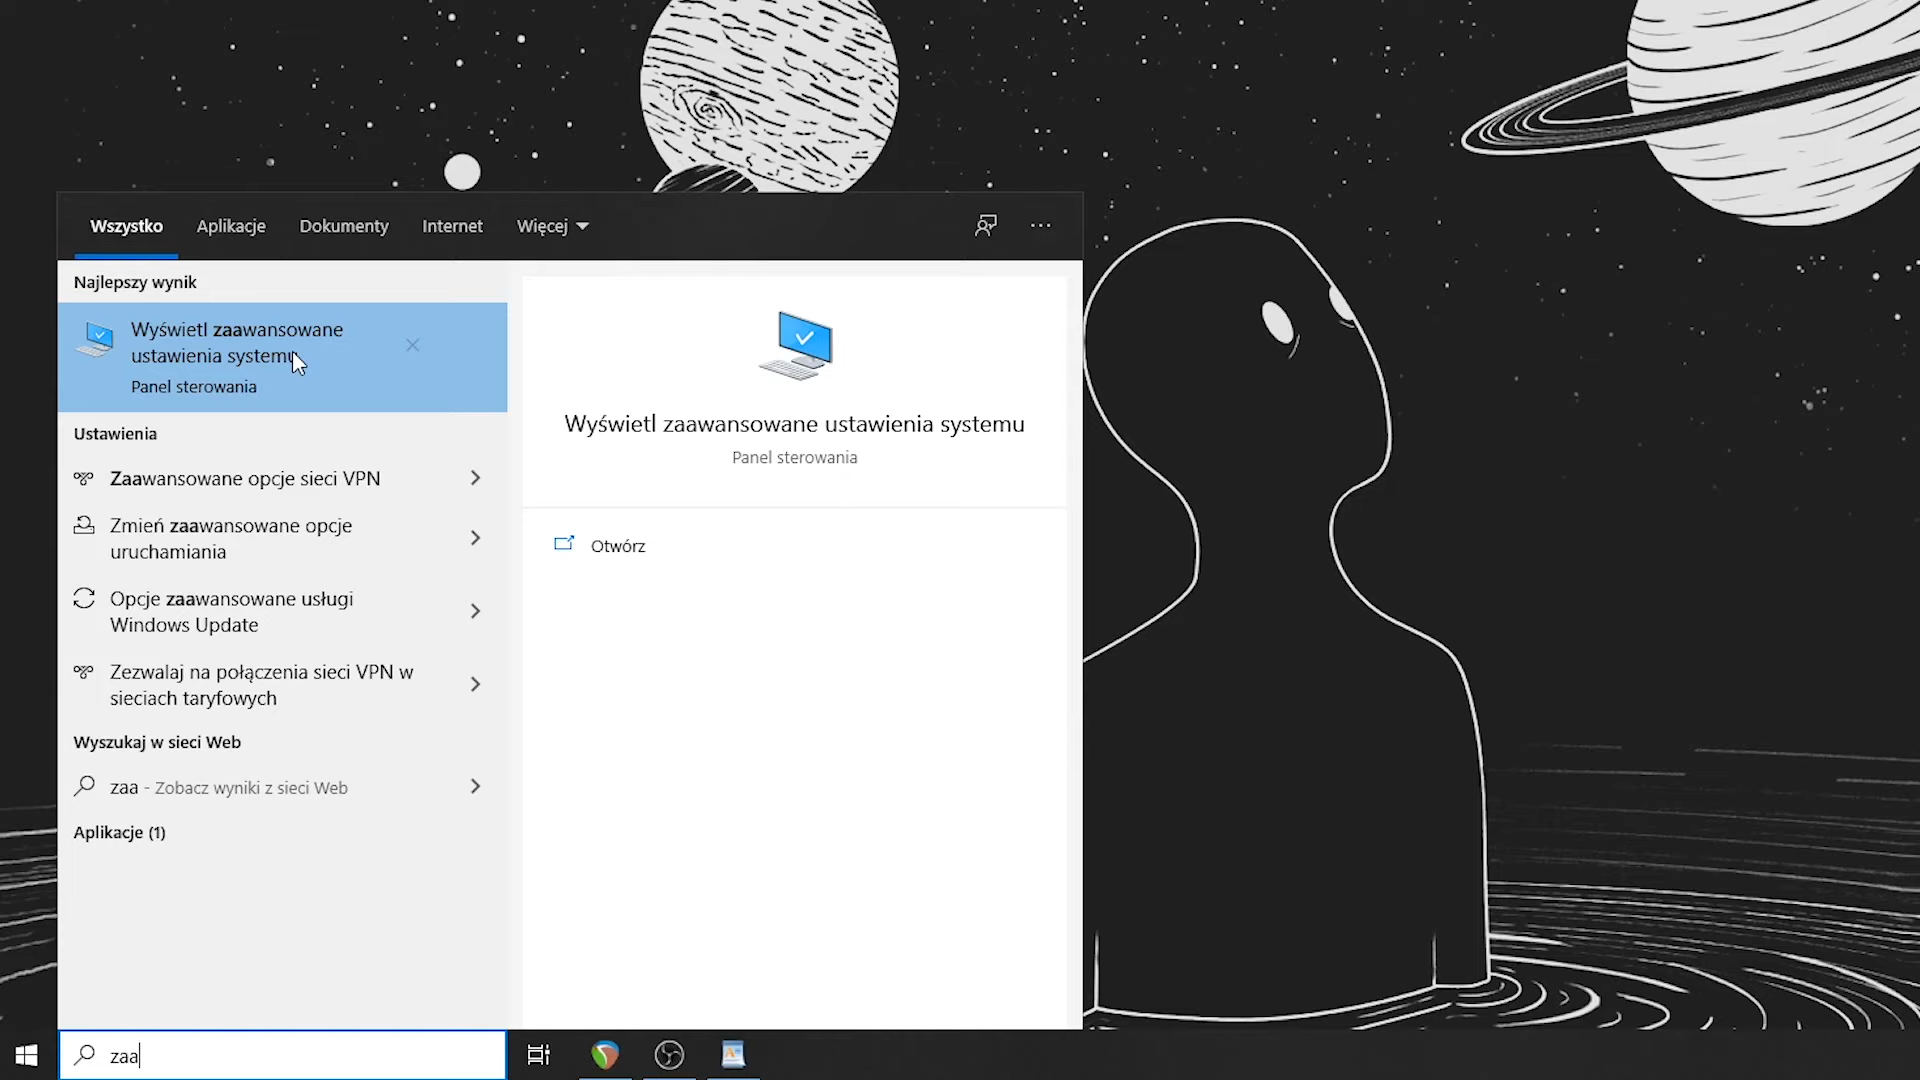 Wszystko Aplikacje Dokumenty Internet Więcej
Najlepszy wynik
Wyświetl zaawansowane
ustawienia systemu
Panel sterowania
Ustawienia
Zaawansowane opcje sieci VPN
Zmień zaawansowane opcje
uruchamiania
Opcje zaawansowane usługi
Windows Update
Zezwalaj na połączenia sieci VPN w
sieciach taryfowych
Wyszukaj w sieci Web
zaa - Zobacz wyniki z sieci Web
Aplikacje (1)
Wyświetl zaawansowane ustawienia systemu
Panel sterowania
Otwórz
zaa